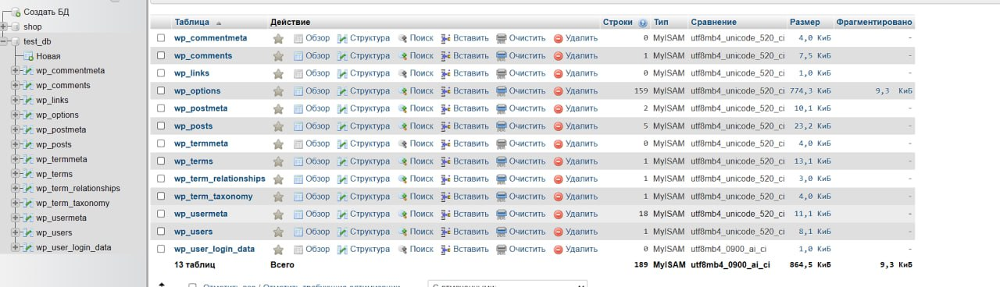 Создать БД
shop
test_db
Новая
wp_commentmeta
wp_comments
wp_links
wp_options
wp_postmeta
wp_posts
wp_termmeta
wp_terms
wp_term_relationships
wp_term_taxonomy
wp_usermeta
wp_users
wp_user_login_data
Таблица Действие Строки Тип Сравнение Размер Фрагментировано
wp_commentmeta Обзор Структура Поиск Вставить Очистить Удалить 0 MyISAM utf8mb4_unicode_520_ci 4,0 КиБ -
wp_comments Обзор Структура Поиск Вставить Очистить Удалить 1 MyISAM utf8mb4_unicode_520_ci 7,5 КиБ -
wp_links Обзор Структура Поиск Вставить Очистить Удалить 0 MyISAM utf8mb4_unicode_520_ci 1,0 КиБ -
wp_options Обзор Структура Поиск Вставить Очистить Удалить 159 MyISAM utf8mb4_unicode_520_ci 774,3 КиБ 9,3 КиБ
wp_postmeta Обзор Структура Поиск Вставить Очистить Удалить 2 MyISAM utf8mb4_unicode_520_ci 10,1 КиБ -
wp_posts Обзор Структура Поиск Вставить Очистить Удалить 5 MyISAM utf8mb4_unicode_520_ci 23,2 КиБ -
wp_termmeta Обзор Структура Поиск Вставить Очистить Удалить 0 MyISAM utf8mb4_unicode_520_ci 4,0 КиБ -
wp_terms Обзор Структура Поиск Вставить Очистить Удалить 1 MyISAM utf8mb4_unicode_520_ci 13,1 КиБ -
wp_term_relationships Обзор Структура Поиск Вставить Очистить Удалить 1 MyISAM utf8mb4_unicode_520_ci 3,0 КиБ -
wp_term_taxonomy Обзор Структура Поиск Вставить Очистить Удалить 1 MyISAM utf8mb4_unicode_520_ci 4,0 КиБ -
wp_usermeta Обзор Структура Поиск Вставить Очистить Удалить 18 MyISAM utf8mb4_unicode_520_ci 11,1 КиБ -
wp_users Обзор Структура Поиск Вставить Очистить Удалить 1 MyISAM utf8mb4_unicode_520_ci 8,1 КиБ -
wp_user_login_data Обзор Структура Поиск Вставить Очистить Удалить 0 MyISAM utf8mb4_0900_ai_ci 1,0 КиБ -
13 таблиц Всего 189 MyISAM utf8mb4_0900_ai_ci 864,5 КиБ 9,3 КиБ